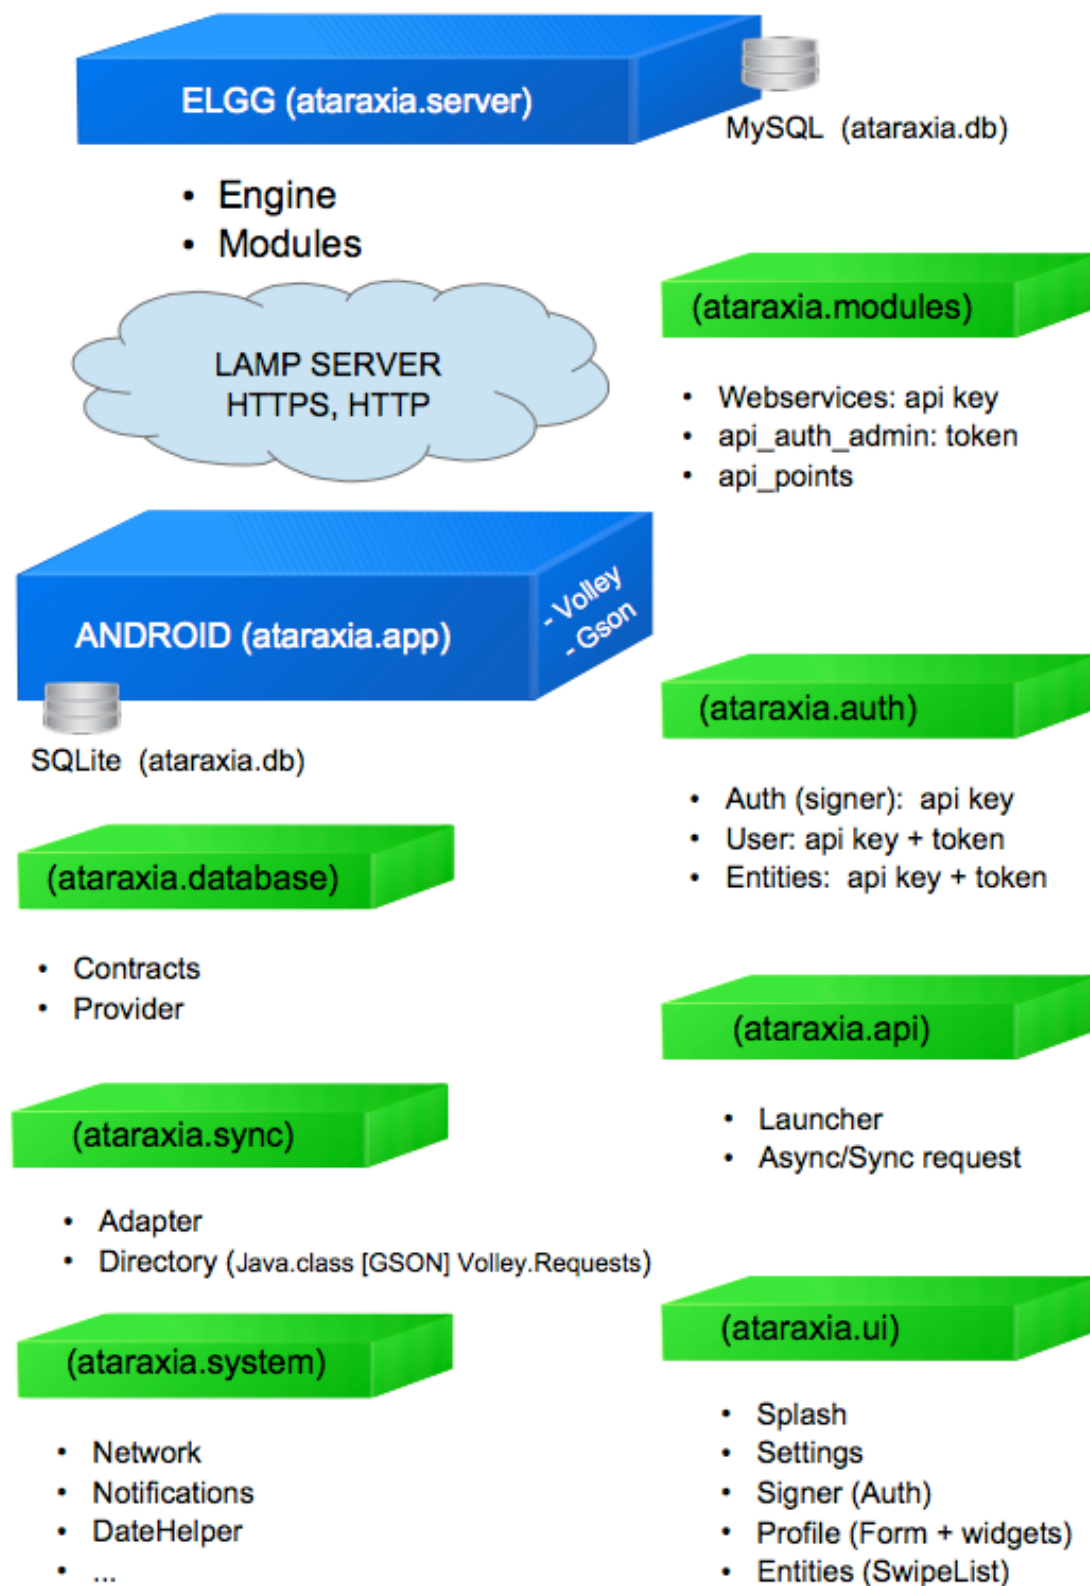 ELGG (ataraxia.server)
MySQL (ataraxia.db)
• Engine
• Modules
LAMP SERVER
HTTPS, HTTP
(ataraxia.modules)
• Webservices: api key
• api_auth_admin: token
• api_points
ANDROID (ataraxia.app)
- Volley
- Gson
SQLite (ataraxia.db)
(ataraxia.auth)
• Auth (signer): api key
• User: api key + token
• Entities: api key + token
(ataraxia.database)
• Contracts
• Provider
(ataraxia.api)
• Launcher
• Async/Sync request
(ataraxia.sync)
• Adapter
• Directory (Java.class [GSON] Volley.Requests)
(ataraxia.system)
• Network
• Notifications
• DateHelper
• ...
(ataraxia.ui)
• Splash
• Settings
• Signer (Auth)
• Profile (Form + widgets)
• Entities (SwipeList)